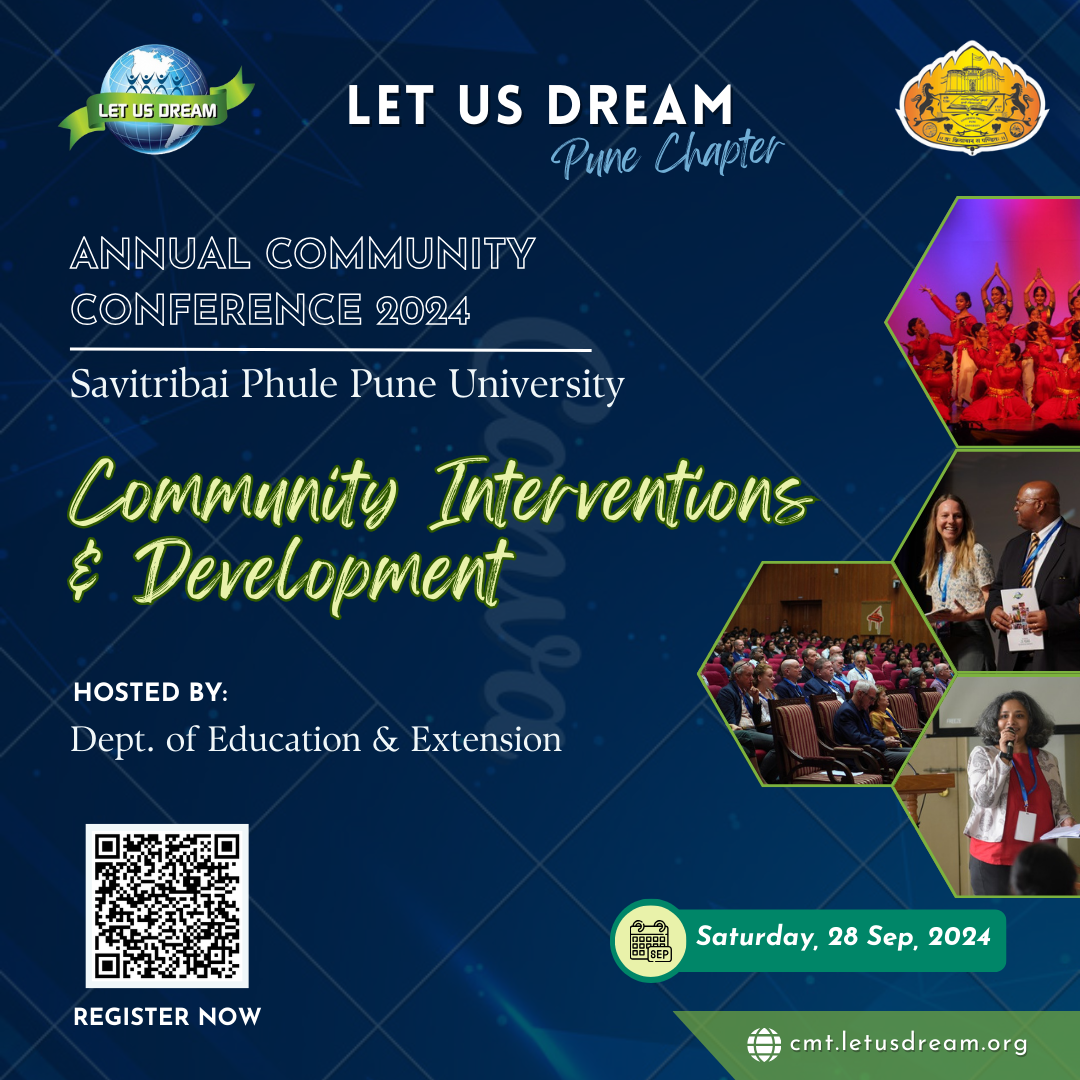 LET US DREAM
LET US DREAM
Pune Chapter
ANNUAL COMMUNITY
CONFERENCE 2024
Savitribai Phule Pune University
Community Interventions
& Development
HOSTED BY:
Dept. of Education & Extension
REGISTER NOW
SEP
Saturday, 28 Sep, 2024
cmt.letusdream.org
Canva